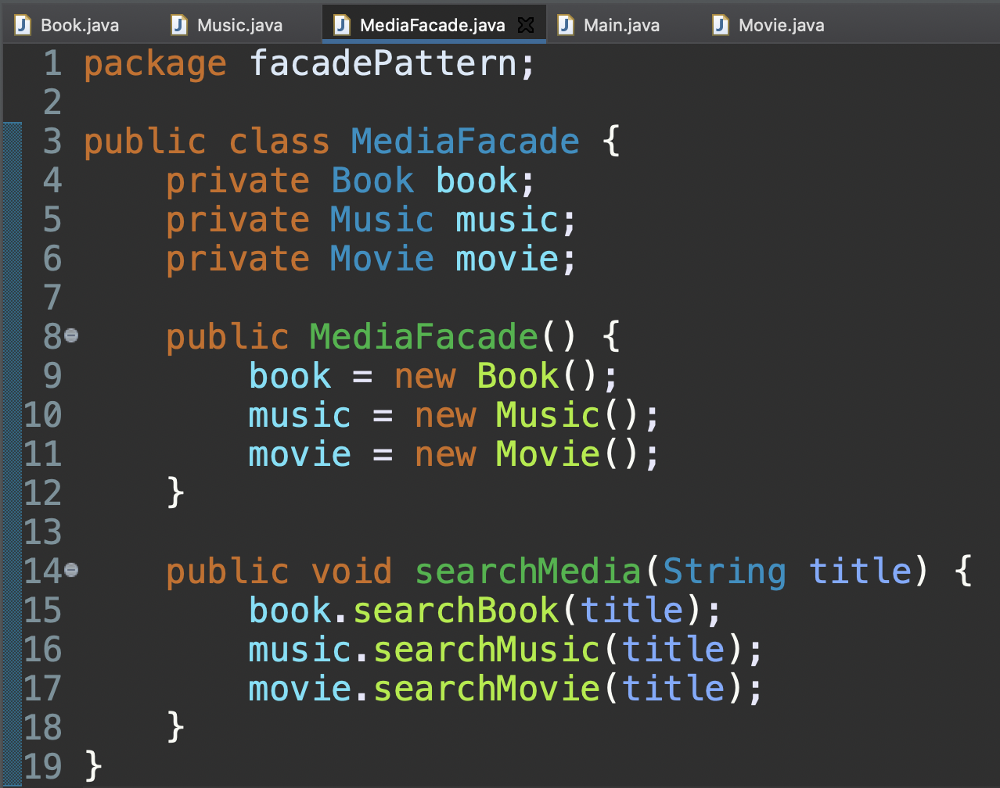 Book.java Music.java MediaFacade.java Main.java Movie.java
1 package facadePattern;
2
3 public class MediaFacade {
4     private Book book;
5     private Music music;
6     private Movie movie;
7
8     public MediaFacade() {
9         book = new Book();
10         music = new Music();
11         movie = new Movie();
12     }
13
14     public void searchMedia(String title) {
15         book.searchBook(title);
16         music.searchMusic(title);
17         movie.searchMovie(title);
18     }
19 }